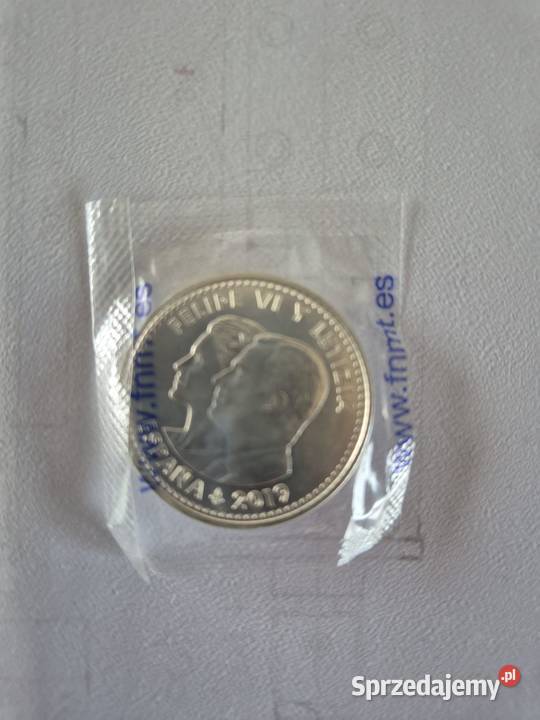 FELIPE VI Y LETIZIA
ESPAÑA 2019
www.fnmt.es
www.fnmt.es
Sprzedajemy.pl